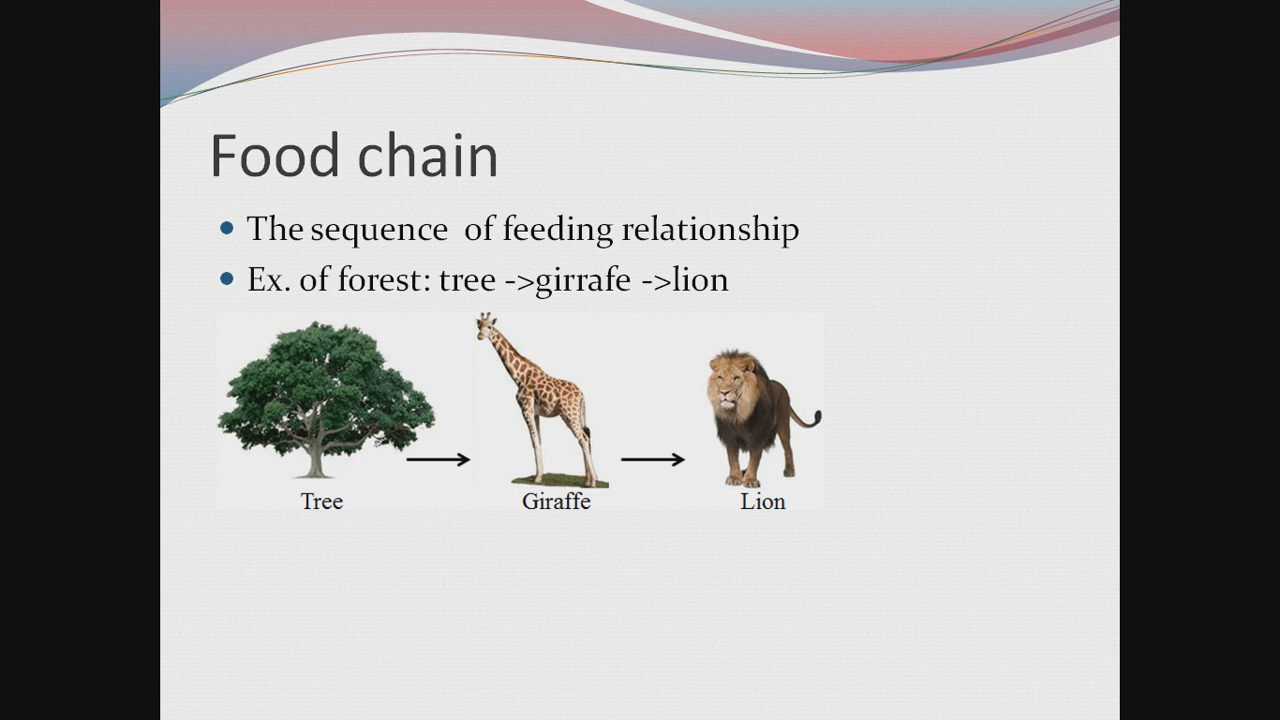 Food chain
The sequence of feeding relationship
Ex. of forest: tree ->girrafe ->lion
Tree Giraffe Lion